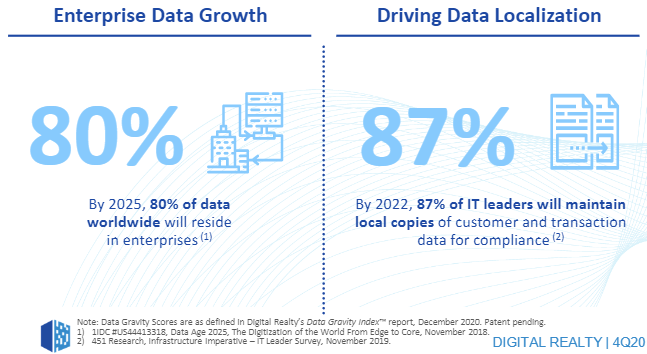 Enterprise Data Growth
Driving Data Localization
80%
87%
By 2025, 80% of data
worldwide will reside
in enterprises (1)
By 2022, 87% of IT leaders will maintain
local copies of customer and transaction
data for compliance (2)
Note: Data Gravity Scores are as defined in Digital Realty's Data Gravity Index™ report, December 2020. Patent pending.
1) 1IDC #US44413318, Data Age 2025, The Digitization of the World From Edge to Core, November 2018.
2) 451 Research, Infrastructure Imperative – IT Leader Survey, November 2019.
DIGITAL REALTY | 4Q20